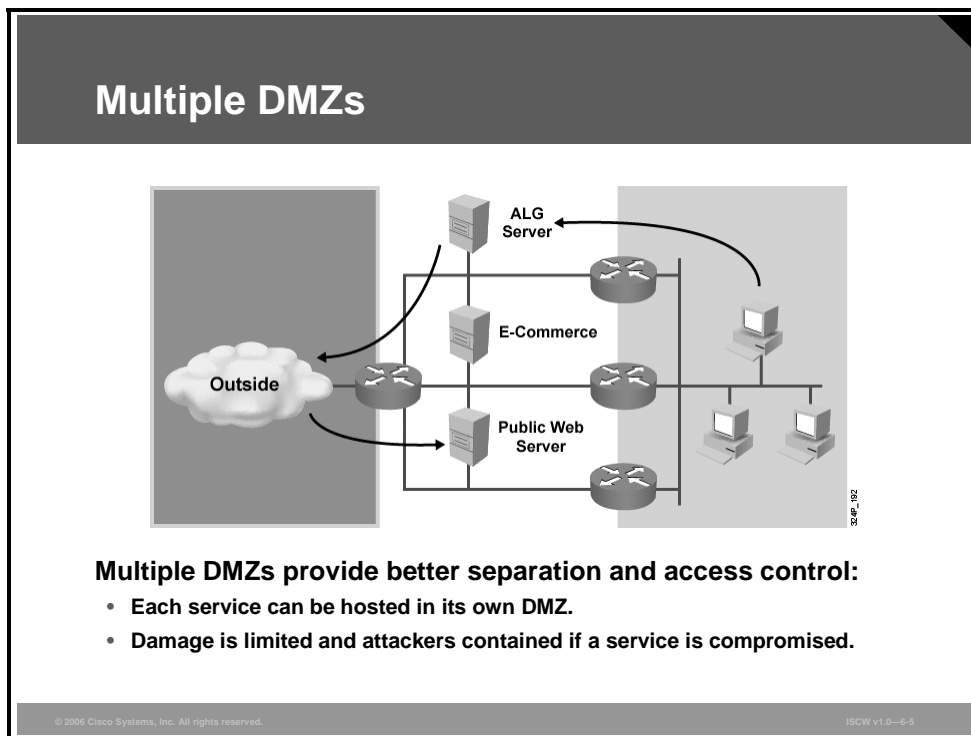 Multiple DMZs
ALG
Server
E-Commerce
Outside
Public Web
Server
324P_192
Multiple DMZs provide better separation and access control:
• Each service can be hosted in its own DMZ.
• Damage is limited and attackers contained if a service is compromised.
© 2006 Cisco Systems, Inc. All rights reserved.
ISCW v1.0—6-5